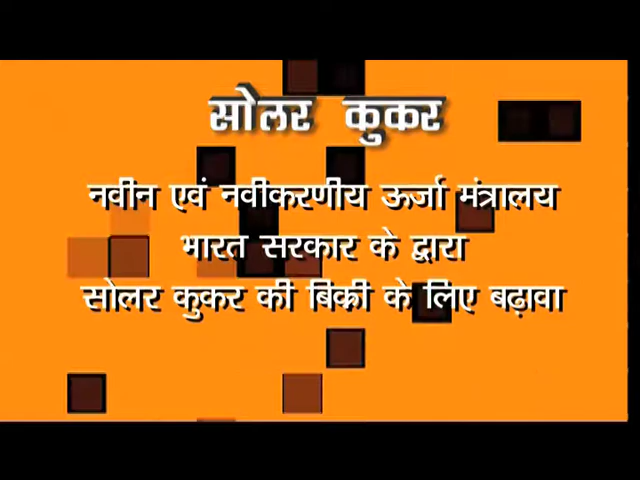 सोलर कुकर
नवीन एवं नवीकरणीय ऊर्जा मंत्रालय
भारत सरकार के द्वारा
सोलर कुकर की बिक्री के लिए बढ़ावा